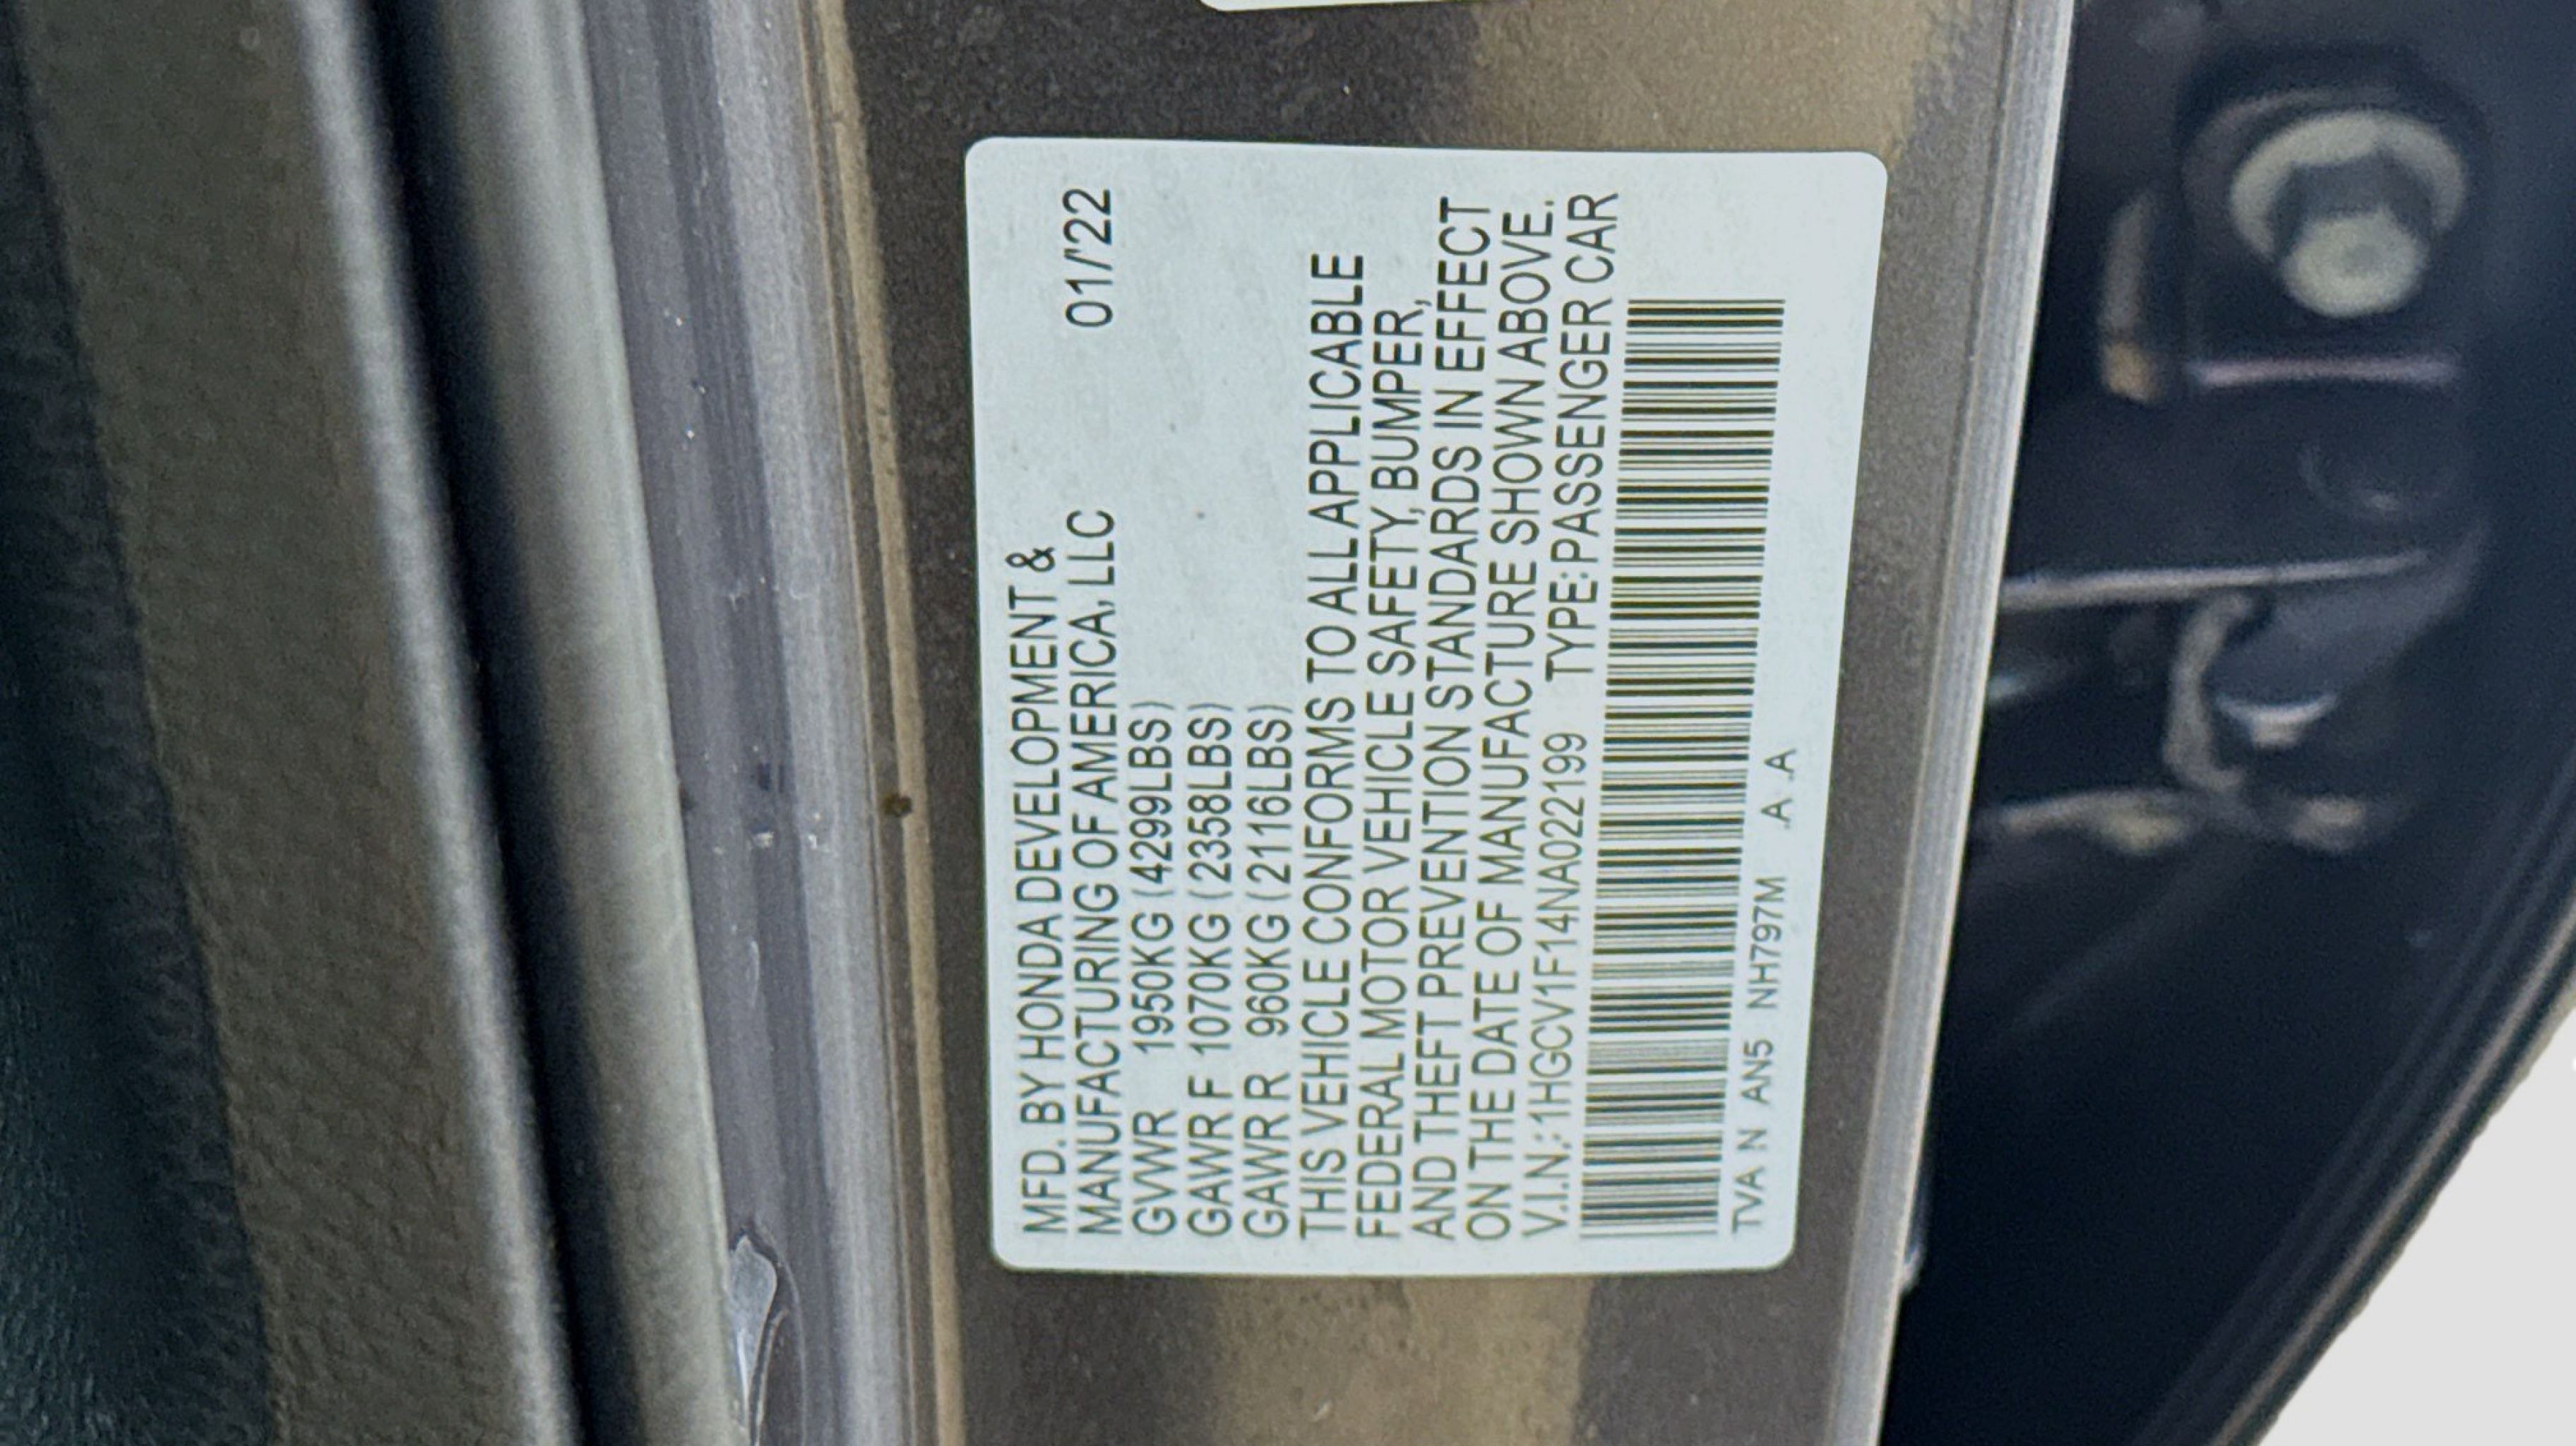 MFD. BY HONDA DEVELOPMENT &
MANUFACTURING OF AMERICA, LLC 01/'22
GVWR 1950KG (4299LBS)
GAWR F 1070KG (2358LBS)
GAWR R 960KG (2116LBS)
THIS VEHICLE CONFORMS TO ALL APPLICABLE
FEDERAL MOTOR VEHICLE SAFETY, BUMPER,
AND THEFT PREVENTION STANDARDS IN EFFECT
ON THE DATE OF MANUFACTURE SHOWN ABOVE.
V.I.N.: 1HGCV1F14NA022199 TYPE: PASSENGER CAR
TVA N AN5 NH797M .A .A